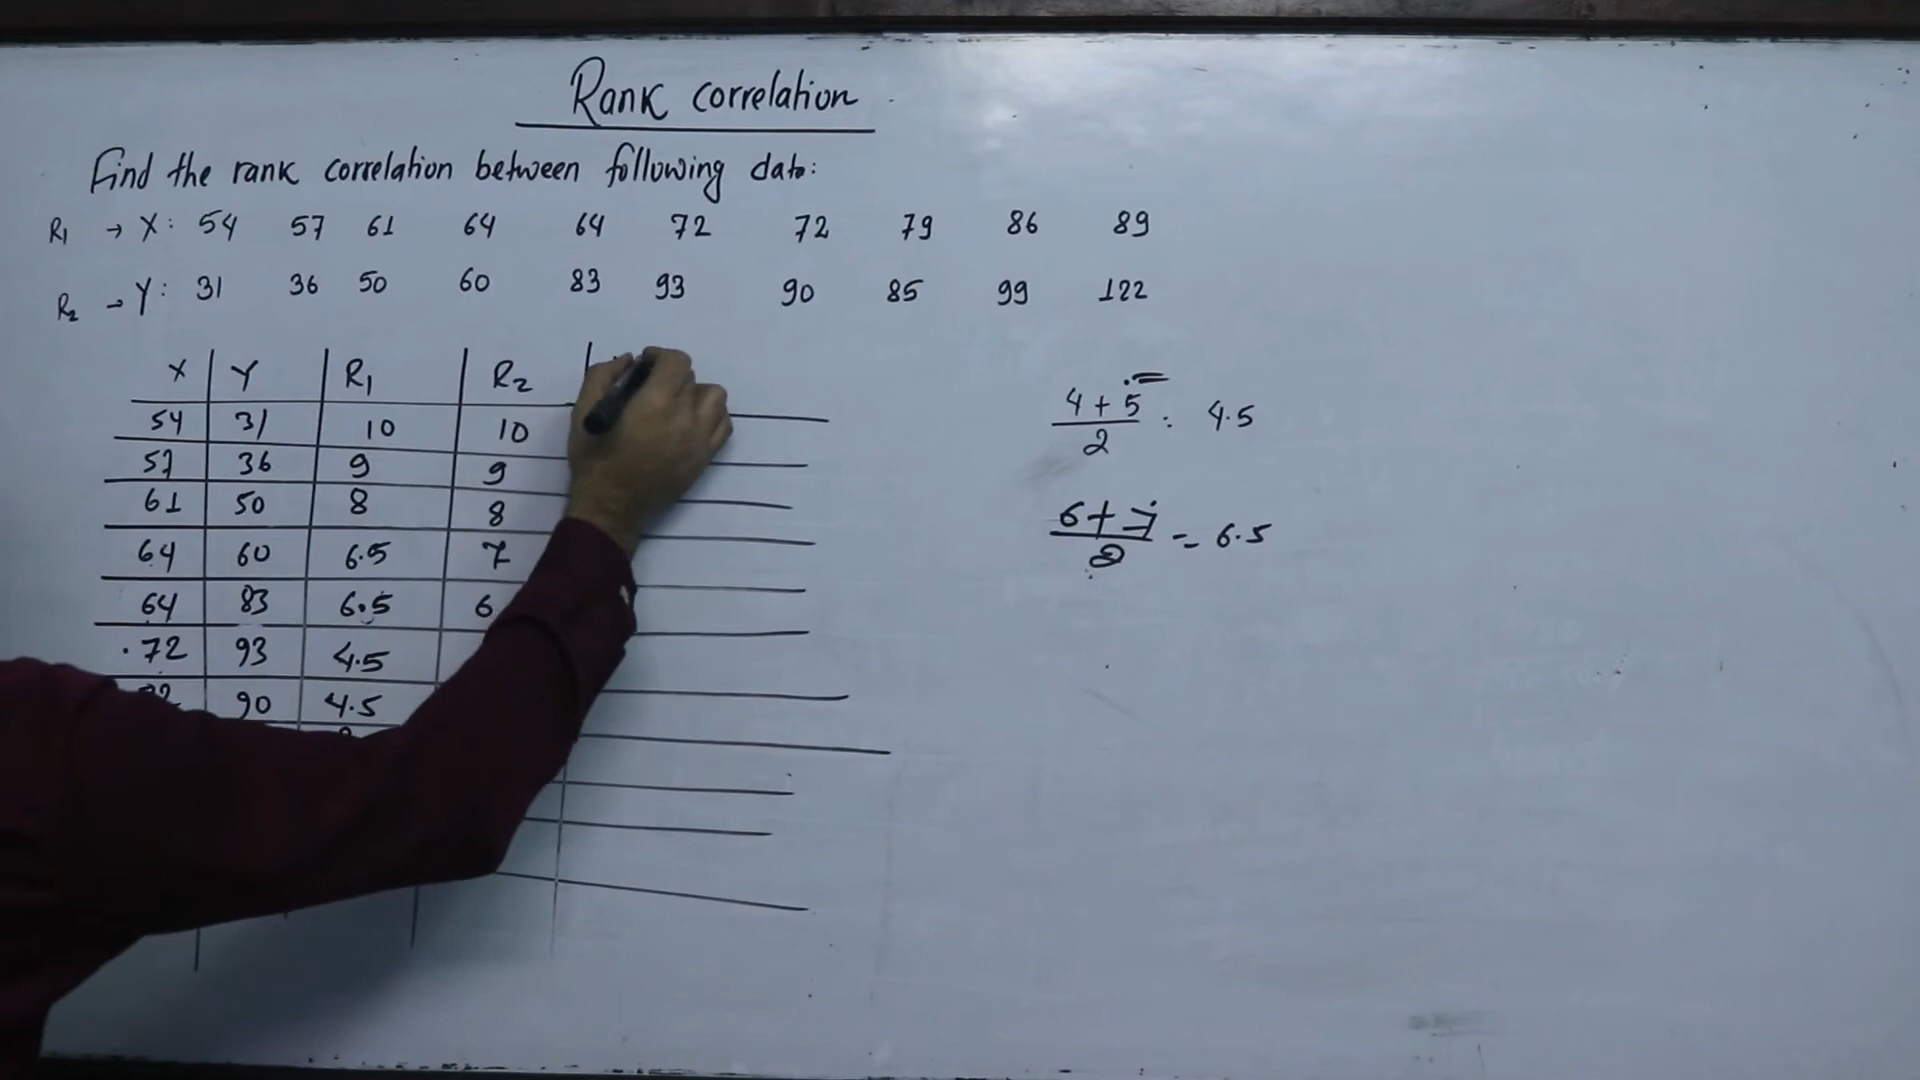 Rank correlation
Find the rank correlation between following data:
R1 → X: 54 57 61 64 64 72 72 79 86 89
R2 → Y: 31 36 50 60 83 93 90 85 99 122
X Y R1 R2
54 31 10 10
57 36 9 9
61 50 8 8
64 60 6.5 7
64 83 6.5 6
72 93 4.5
90 4.5
4 + 5 / 2 : 4.5
6 + 7 / 2 = 6.5